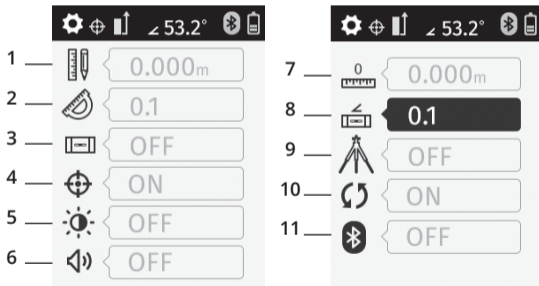 ∠ 53.2°
1 0.000m
2 0.1
3 OFF
4 ON
5 OFF
6 OFF
∠ 53.2°
7 0 0.000m
8 0.1
9 OFF
10 ON
11 OFF